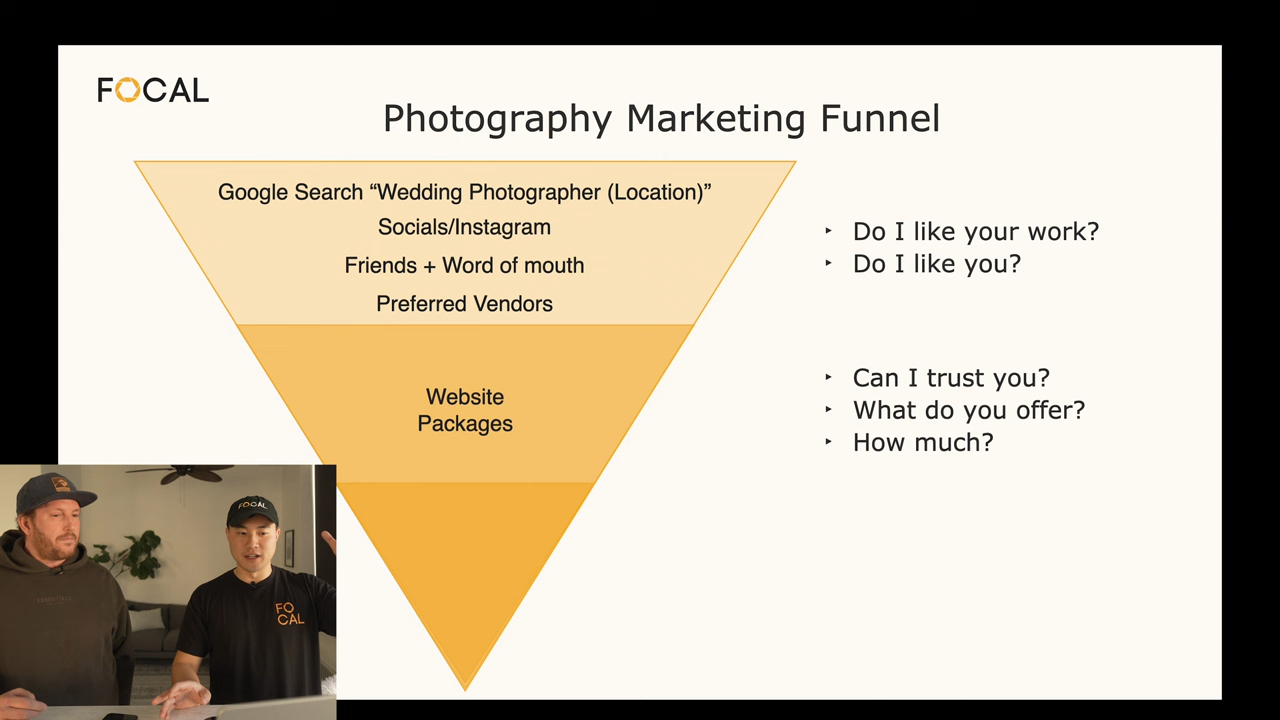 FOCAL
Photography Marketing Funnel
Google Search “Wedding Photographer (Location)”
Socials/Instagram
Friends + Word of mouth
Preferred Vendors
‣ Do I like your work?
‣ Do I like you?
Website
Packages
‣ Can I trust you?
‣ What do you offer?
‣ How much?
FOCAL
FO
CAL